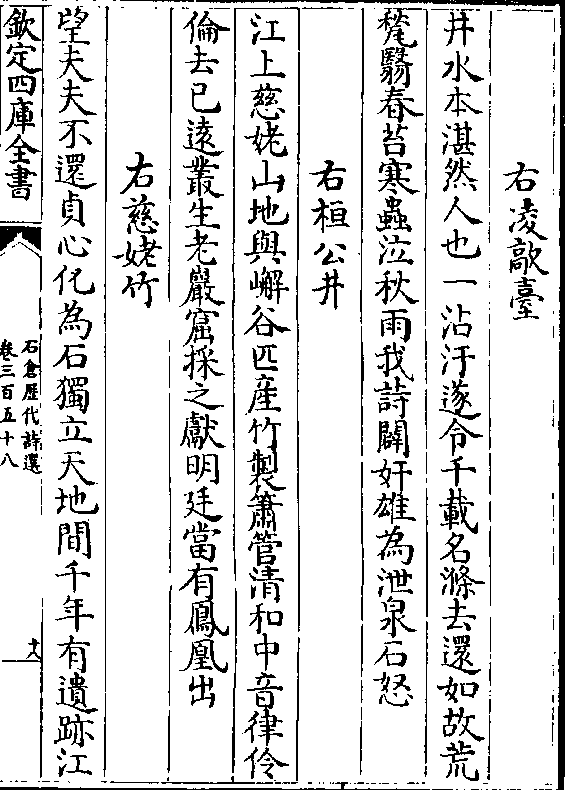 右凌歊臺
井水本湛然人也一沾汙遂令千載名滌去還如故荒
甃翳春苔寒蟲泣秋雨我詩闢奸雄為泄泉石怒
右桓公井
江上慈姥山地與嶰谷匹産竹製簫管清和中音律伶
倫去已遠叢生老巖窟採之獻明廷當有鳳凰出
右慈姥竹
望夫夫不還貞心化為石獨立天地間千年有遺跡江
欽定四庫全書
石倉歷代詩選
卷三百五十八